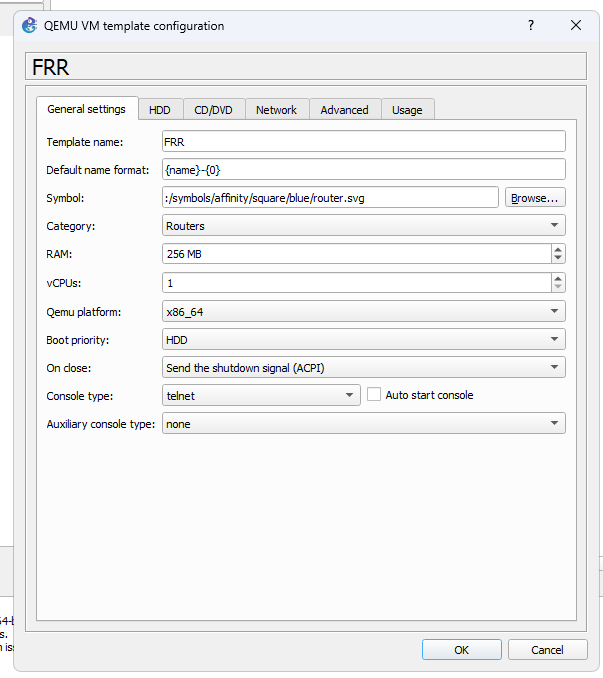 QEMU VM template configuration
?
FRR
General settings HDD CD/DVD Network Advanced Usage
Template name: FRR
Default name format: {name}-{0}
Symbol: :/symbols/affinity/square/blue/router.svg Browse...
Category: Routers
RAM: 256 MB
vCPUs: 1
Qemu platform: x86_64
Boot priority: HDD
On close: Send the shutdown signal (ACPI)
Console type: telnet Auto start console
Auxiliary console type: none
s.
OK Cancel